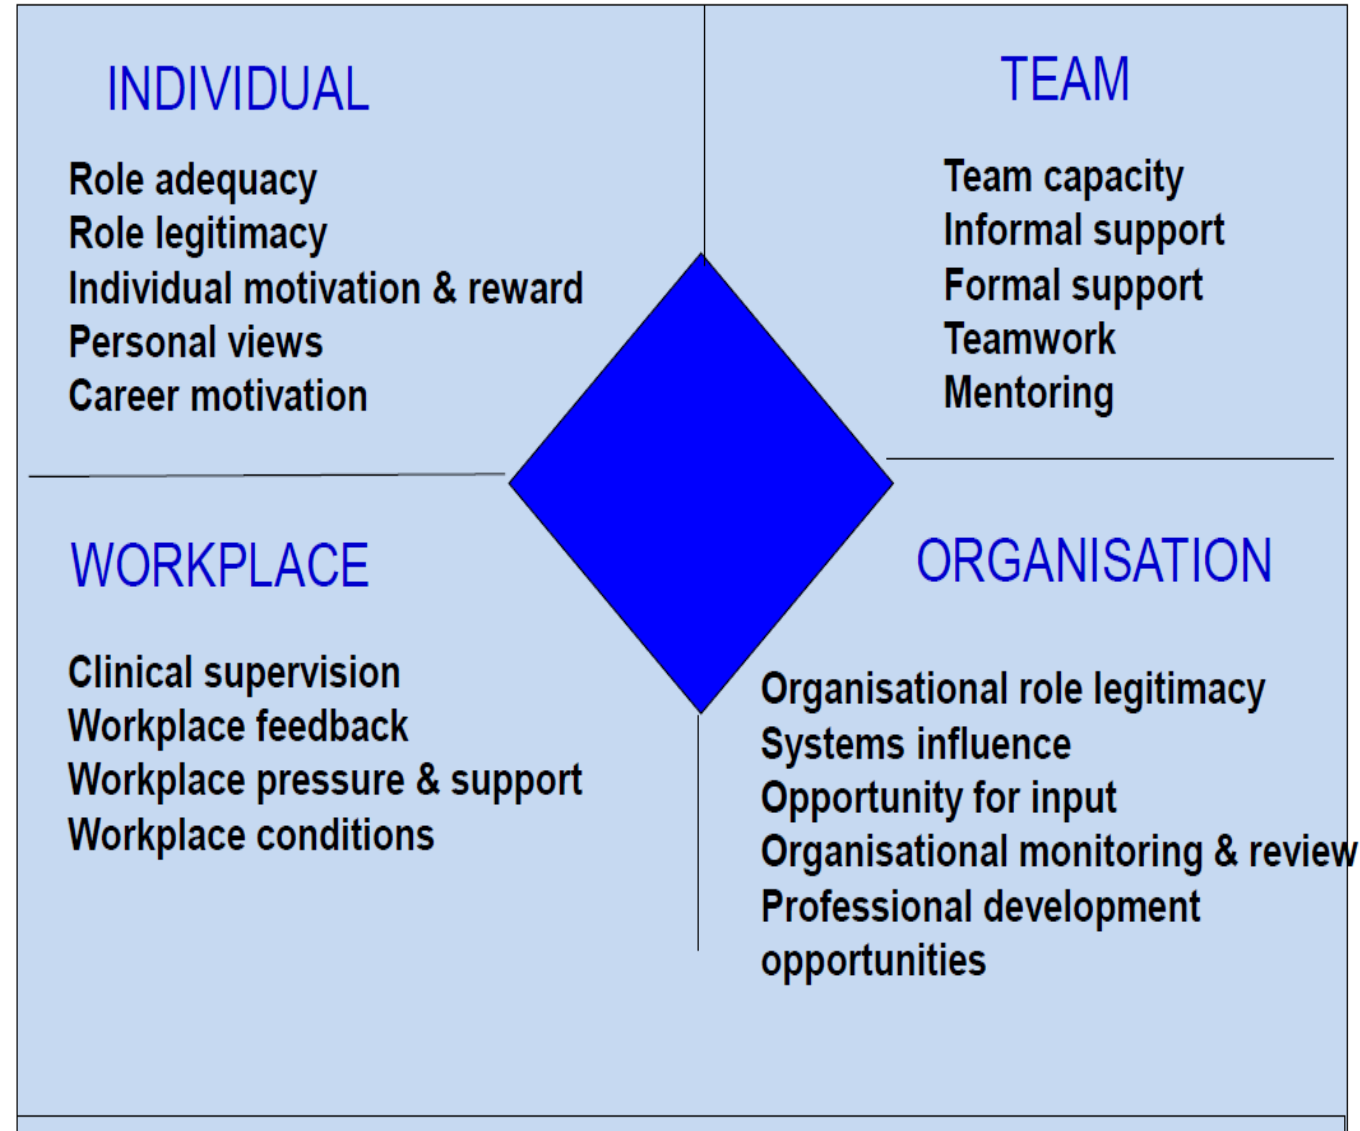 INDIVIDUAL
Role adequacy
Role legitimacy
Individual motivation & reward
Personal views
Career motivation
TEAM
Team capacity
Informal support
Formal support
Teamwork
Mentoring
WORKPLACE
Clinical supervision
Workplace feedback
Workplace pressure & support
Workplace conditions
ORGANISATION
Organisational role legitimacy
Systems influence
Opportunity for input
Organisational monitoring & review
Professional development
opportunities